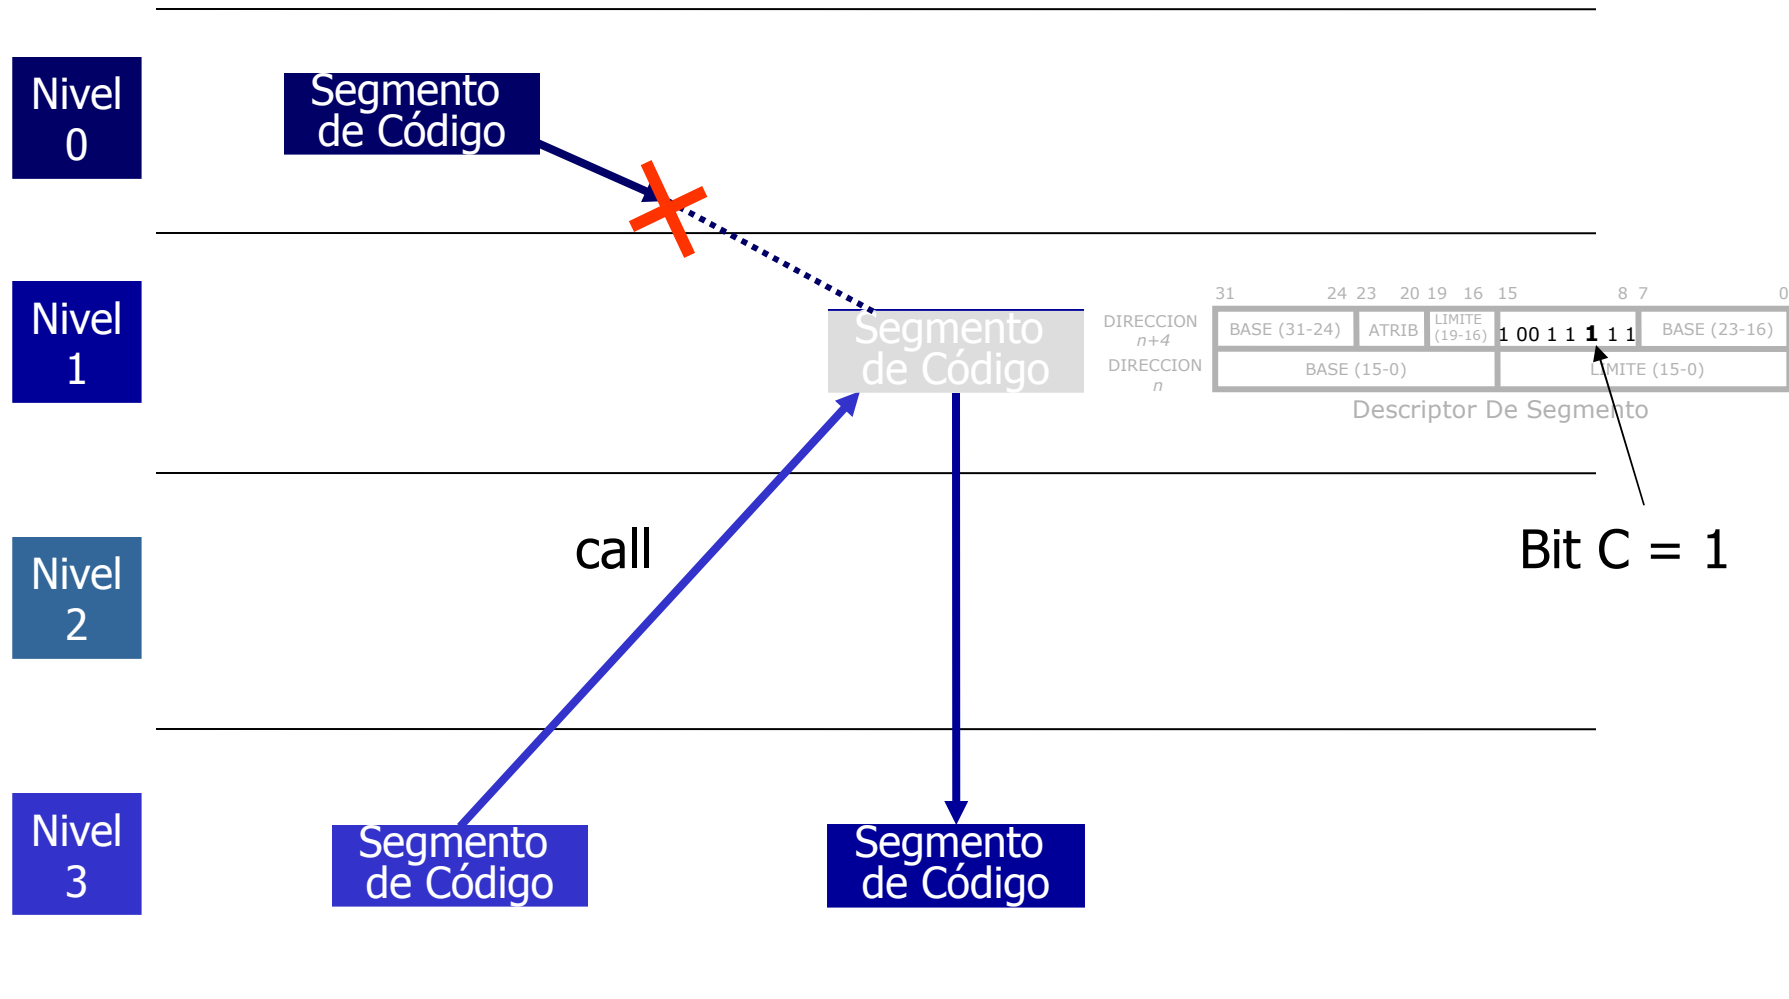 Nivel
0
Segmento
de Código
Nivel
1
Segmento
de Código
31 24 23 20 19 16 15 8 7 0
DIRECCION
n+4
BASE (31-24) ATRIB LIMITE
(19-16) 1 00 1 1 1 1 1 BASE (23-16)
DIRECCION
n
BASE (15-0) LIMITE (15-0)
Descriptor De Segmento
call
Bit C = 1
Nivel
2
Nivel
3
Segmento
de Código
Segmento
de Código